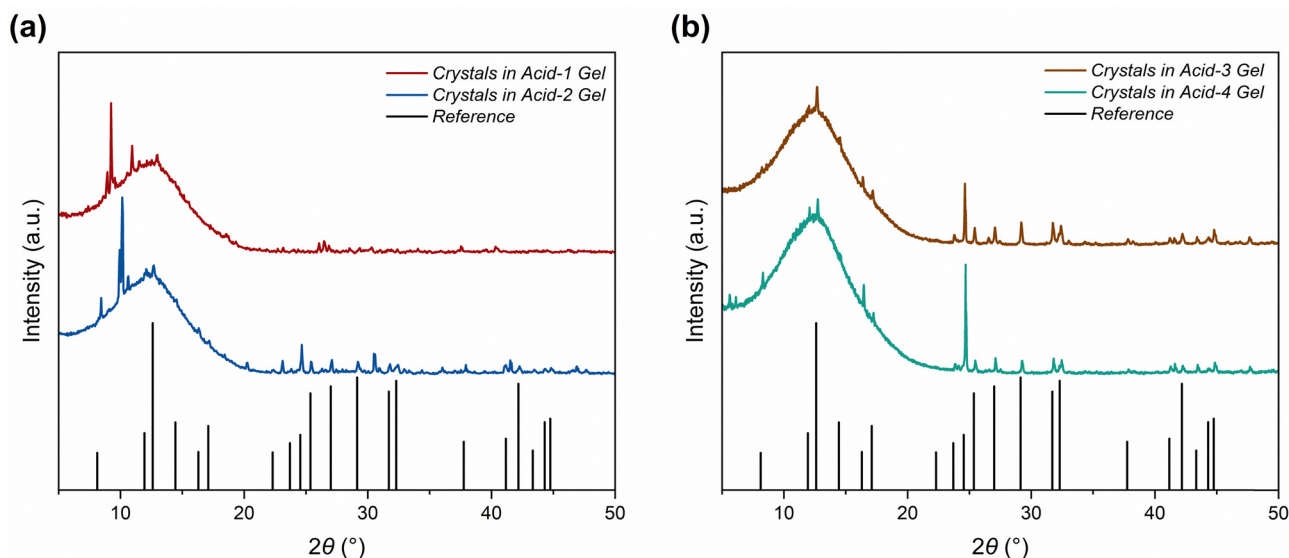 (a)
Crystals in Acid-1 Gel
Crystals in Acid-2 Gel
Reference
Intensity (a.u.)
10 20 30 40 50
2θ (°)
(b)
Crystals in Acid-3 Gel
Crystals in Acid-4 Gel
Reference
Intensity (a.u.)
10 20 30 40 50
2θ (°)